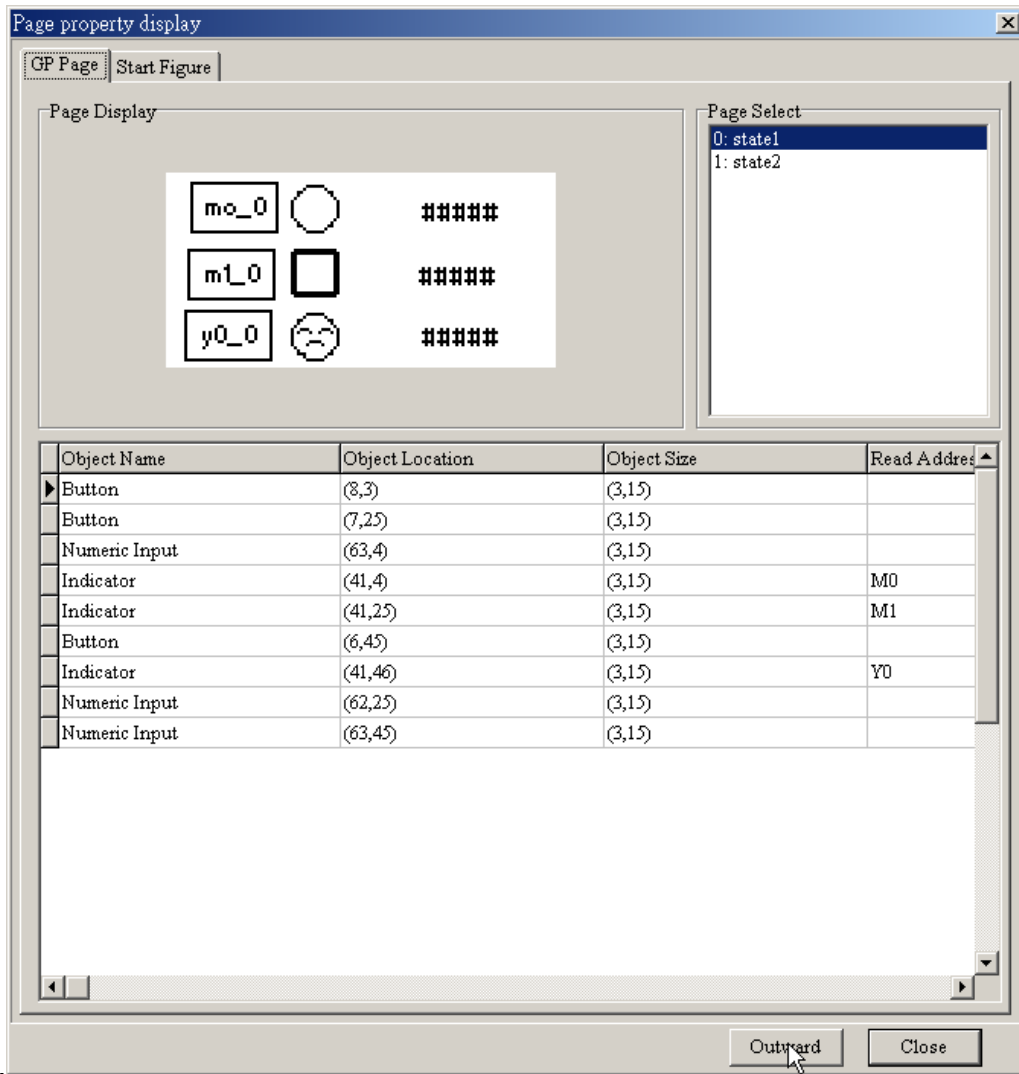 Page property display
GP Page Start Figure
Page Display
mo_0 #####
m1_0 #####
y0_0 #####
Page Select
0: state1
1: state2
Object Name Object Location Object Size Read Addres
Button (8,3) (3,15)
Button (7,25) (3,15)
Numeric Input (63,4) (3,15)
Indicator (41,4) (3,15) M0
Indicator (41,25) (3,15) M1
Button (6,45) (3,15)
Indicator (41,46) (3,15) Y0
Numeric Input (62,25) (3,15)
Numeric Input (63,45) (3,15)
Outward Close